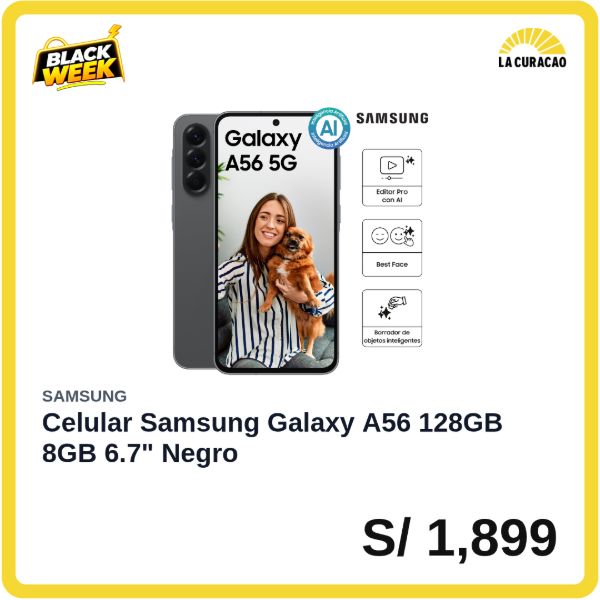 BLACK
WEEK
LA CURACAO
Galaxy
A56 5G
AI
SAMSUNG
Editor Pro
con AI
Best Face
Borrador de
objetos inteligentes
SAMSUNG
Celular Samsung Galaxy A56 128GB
8GB 6.7" Negro
S/ 1,899